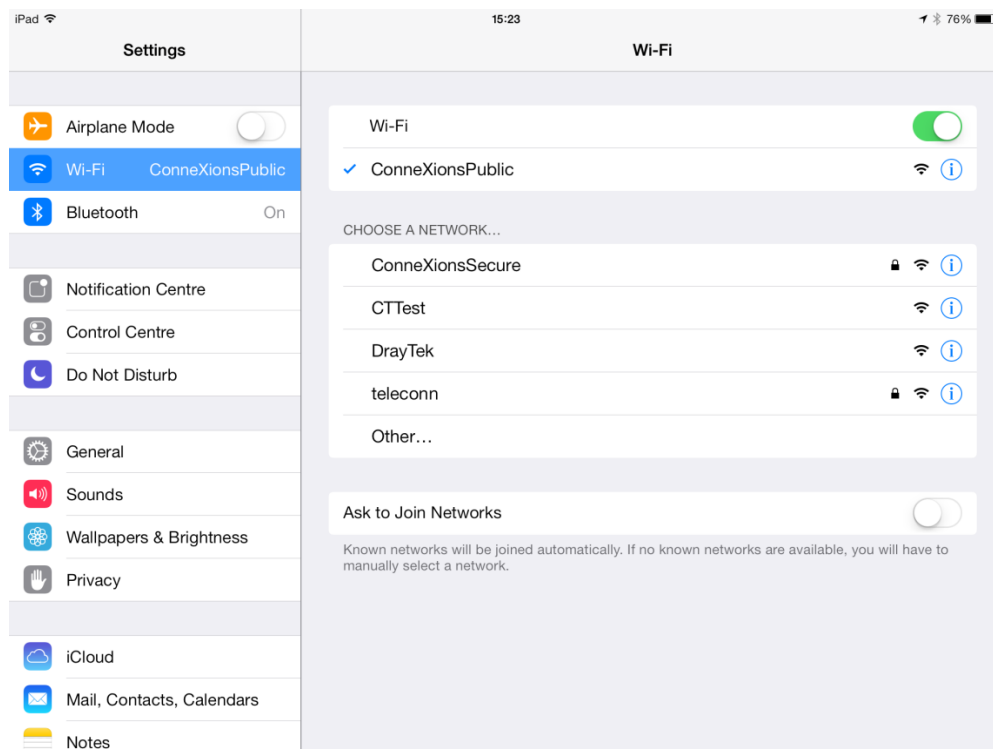 iPad
15:23
76%
Settings
Wi-Fi
Airplane Mode
Wi-Fi ConneXionsPublic
Bluetooth On
Notification Centre
Control Centre
Do Not Disturb
General
Sounds
Wallpapers & Brightness
Privacy
iCloud
Mail, Contacts, Calendars
Notes
Wi-Fi
ConneXionsPublic
CHOOSE A NETWORK...
ConneXionsSecure
CTTest
DrayTek
teleconn
Other...
Ask to Join Networks
Known networks will be joined automatically. If no known networks are available, you will have to
manually select a network.